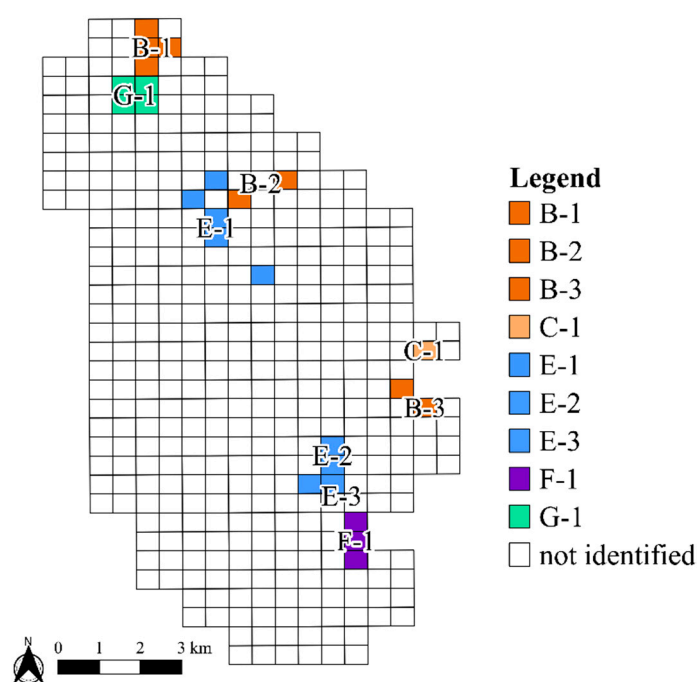 B-1
G-1
B-2
E-1
C-1
B-3
E-2
E-3
F-1
Legend
B-1
B-2
B-3
C-1
E-1
E-2
E-3
F-1
G-1
not identified
N
0 1 2 3 km